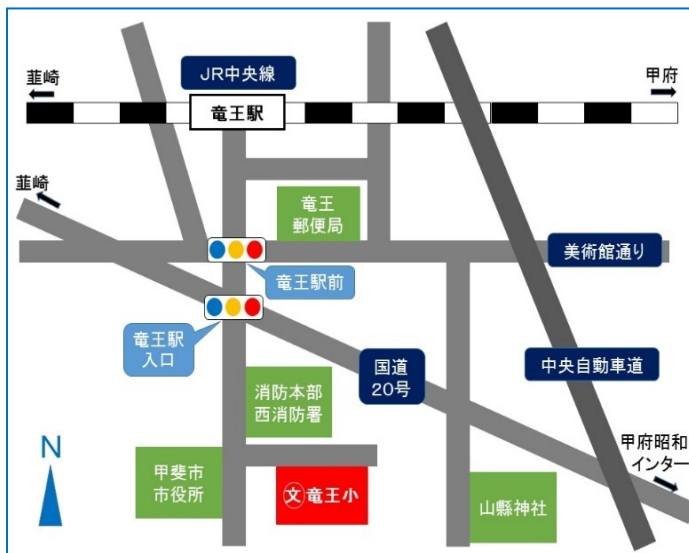 JR中央線
韮崎
甲府
竜王駅
韮崎
竜王
郵便局
美術館通り
竜王駅前
竜王駅
入口
国道
20号
中央自動車道
消防本部
西消防署
甲府昭和
インター
N
甲斐市
市役所
文 竜王小
山縣神社